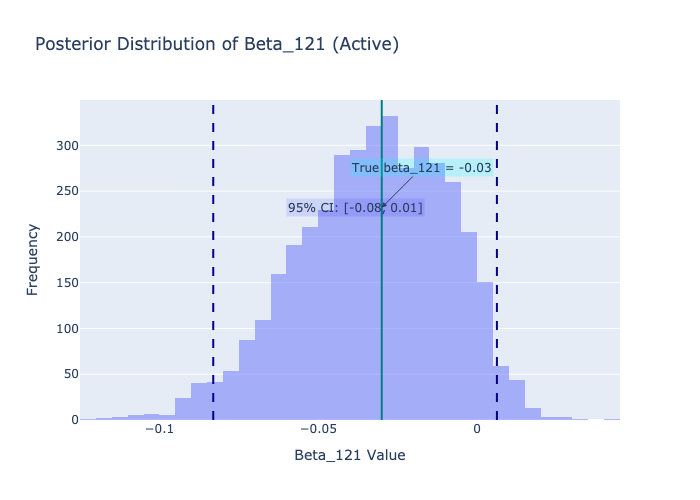 Posterior Distribution of Beta_121 (Active)
300
True beta_121 = -0.03
250
95% CI: [-0.08, 0.01]
200
Frequency
150
100
50
0
−0.1
−0.05
0
Beta_121 Value